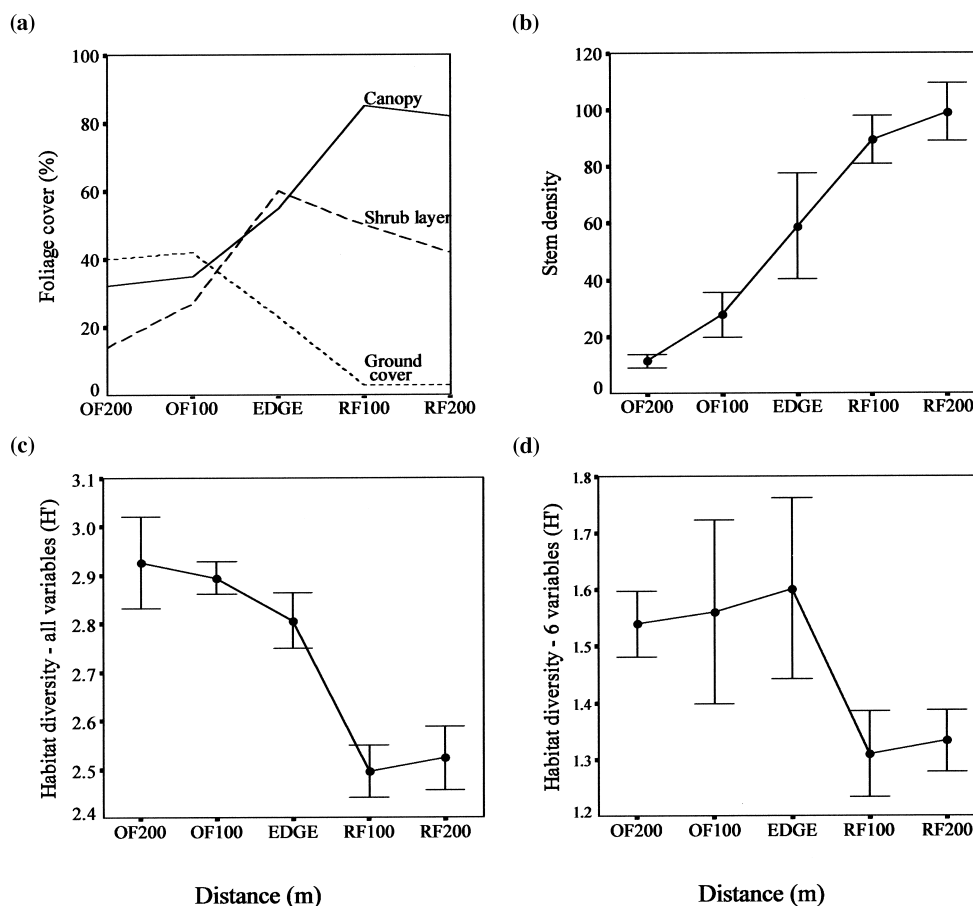 (a)
Foliage cover (%)
100
80
60
40
20
0
Canopy
Shrub layer
Ground
cover
OF200 OF100 EDGE RF100 RF200
(b)
Stem density
120
100
80
60
40
20
0
OF200 OF100 EDGE RF100 RF200
(c)
Habitat diversity - all variables (H')
3.1
3.0
2.9
2.8
2.7
2.6
2.5
2.4
OF200 OF100 EDGE RF100 RF200
Distance (m)
(d)
Habitat diversity - 6 variables (H')
1.8
1.7
1.6
1.5
1.4
1.3
1.2
OF200 OF100 EDGE RF100 RF200
Distance (m)